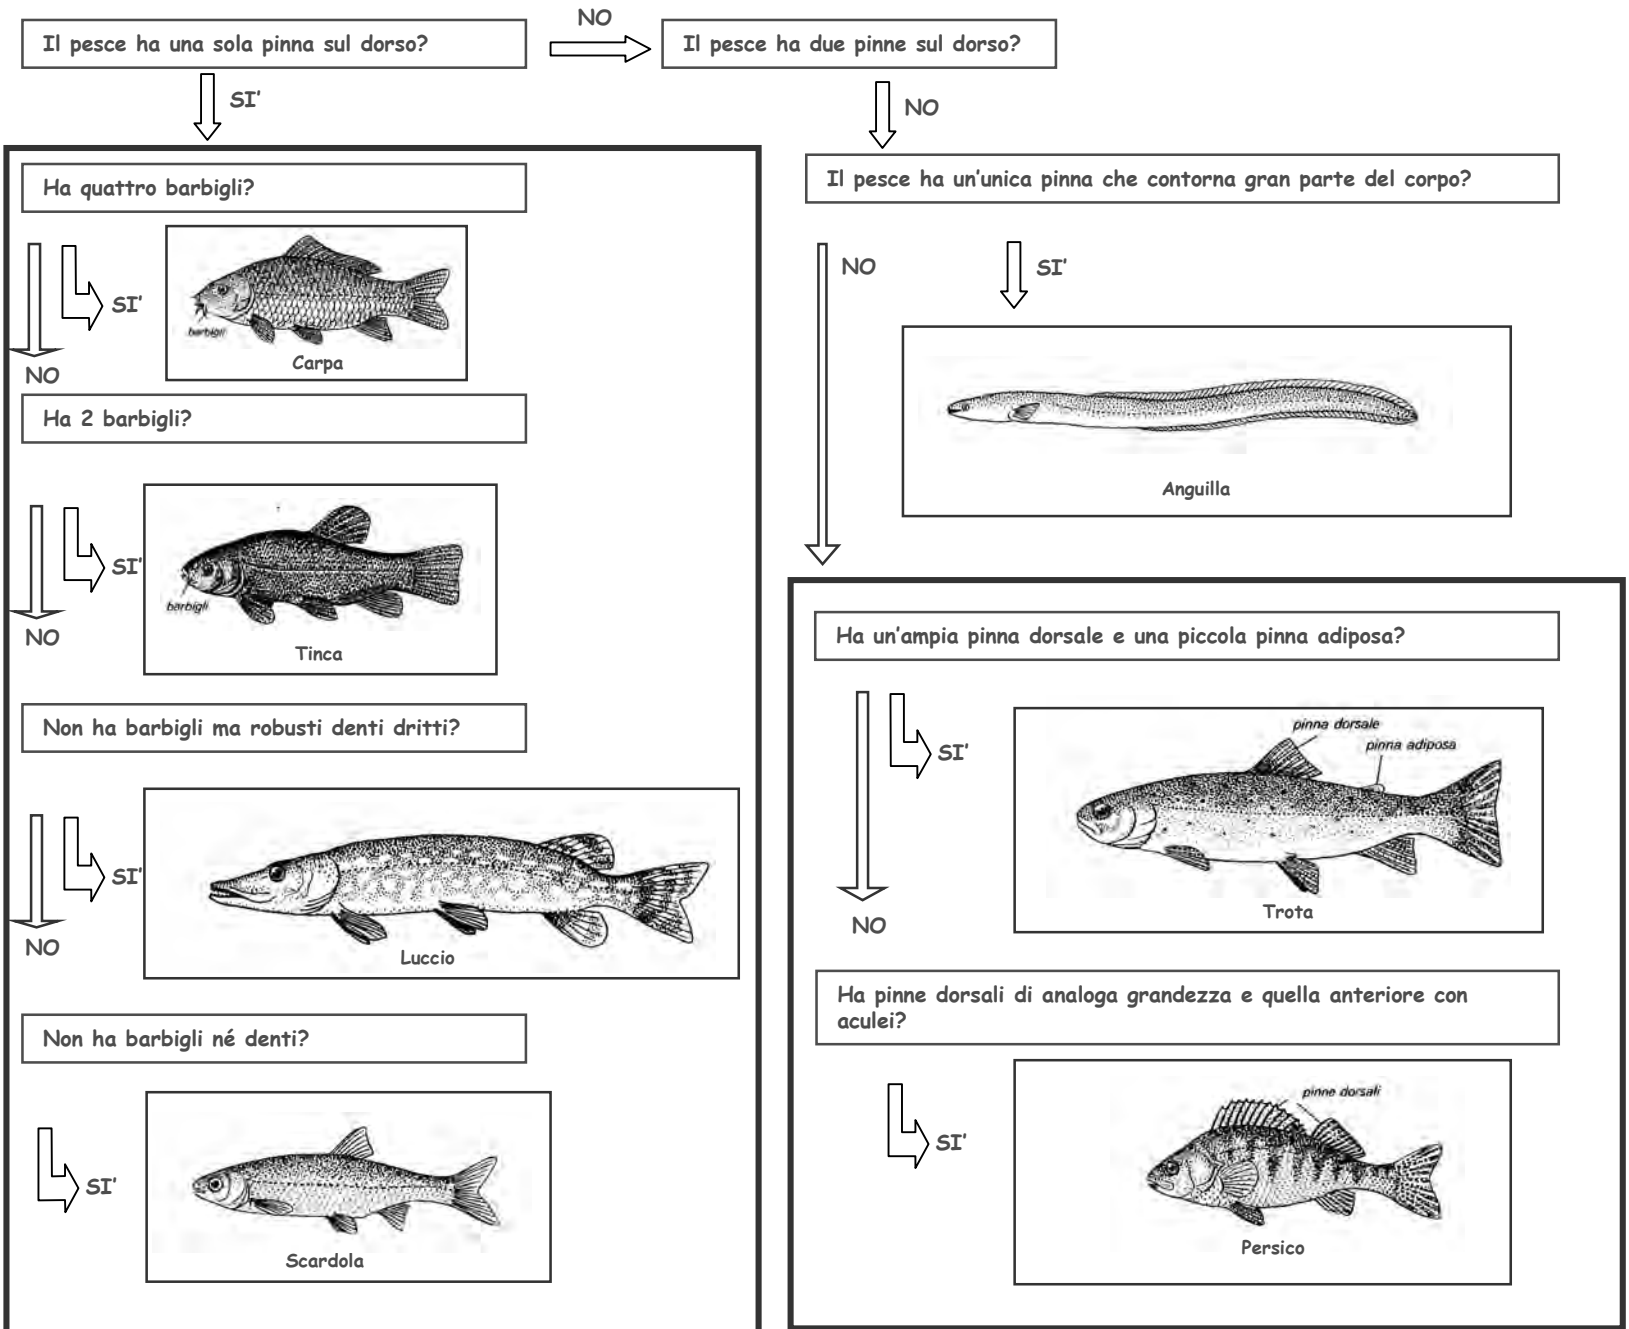 Il pesce ha una sola pinna sul dorso?
NO
Il pesce ha due pinne sul dorso?
SI'
NO
Ha quattro barbigli?
SI'
barbigli
Carpa
NO
Ha 2 barbigli?
SI'
barbigli
Tinca
NO
Non ha barbigli ma robusti denti dritti?
SI'
Luccio
NO
Non ha barbigli né denti?
SI'
Scardola
Il pesce ha un'unica pinna che contorna gran parte del corpo?
NO
SI'
Anguilla
Ha un'ampia pinna dorsale e una piccola pinna adiposa?
SI'
pinna dorsale
pinna adiposa
Trota
NO
Ha pinne dorsali di analoga grandezza e quella anteriore con
aculei?
SI'
pinne dorsali
Persico